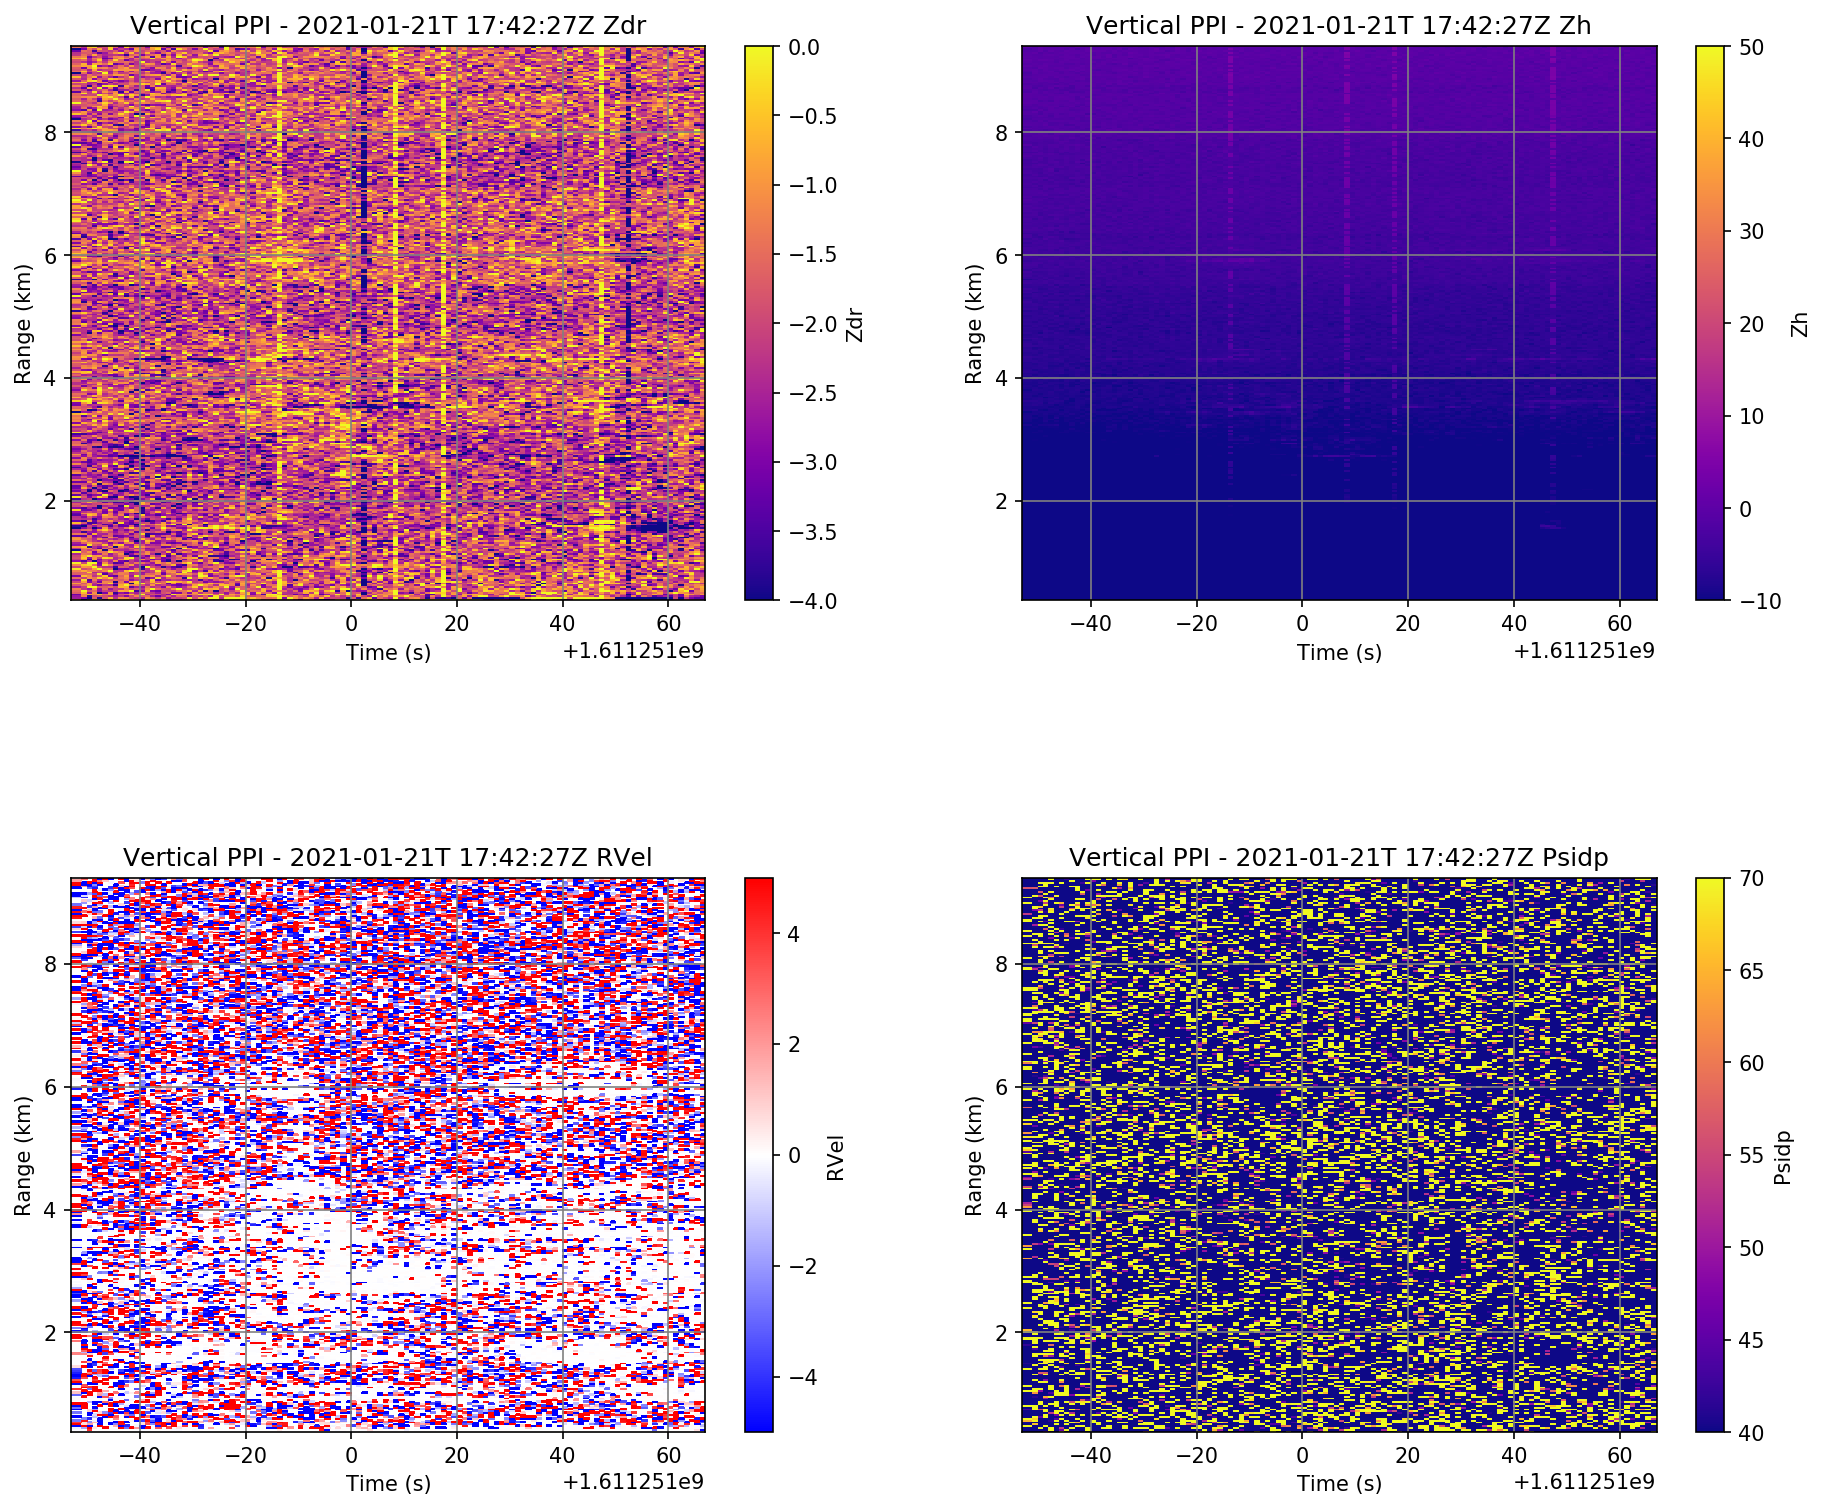 Vertical PPI - 2021-01-21T 17:42:27Z Zdr
Range (km)
8
6
4
2
−40 −20 0 20 40 60
Time (s)
+1.611251e9
0.0
−0.5
−1.0
−1.5
−2.0
−2.5
−3.0
−3.5
−4.0
Zdr
Vertical PPI - 2021-01-21T 17:42:27Z Zh
Range (km)
8
6
4
2
−40 −20 0 20 40 60
Time (s)
+1.611251e9
50
40
30
20
10
0
−10
Zh
Vertical PPI - 2021-01-21T 17:42:27Z RVel
Range (km)
8
6
4
2
−40 −20 0 20 40 60
Time (s)
+1.611251e9
4
2
0
−2
−4
RVel
Vertical PPI - 2021-01-21T 17:42:27Z Psidp
Range (km)
8
6
4
2
−40 −20 0 20 40 60
Time (s)
+1.611251e9
70
65
60
55
50
45
40
Psidp